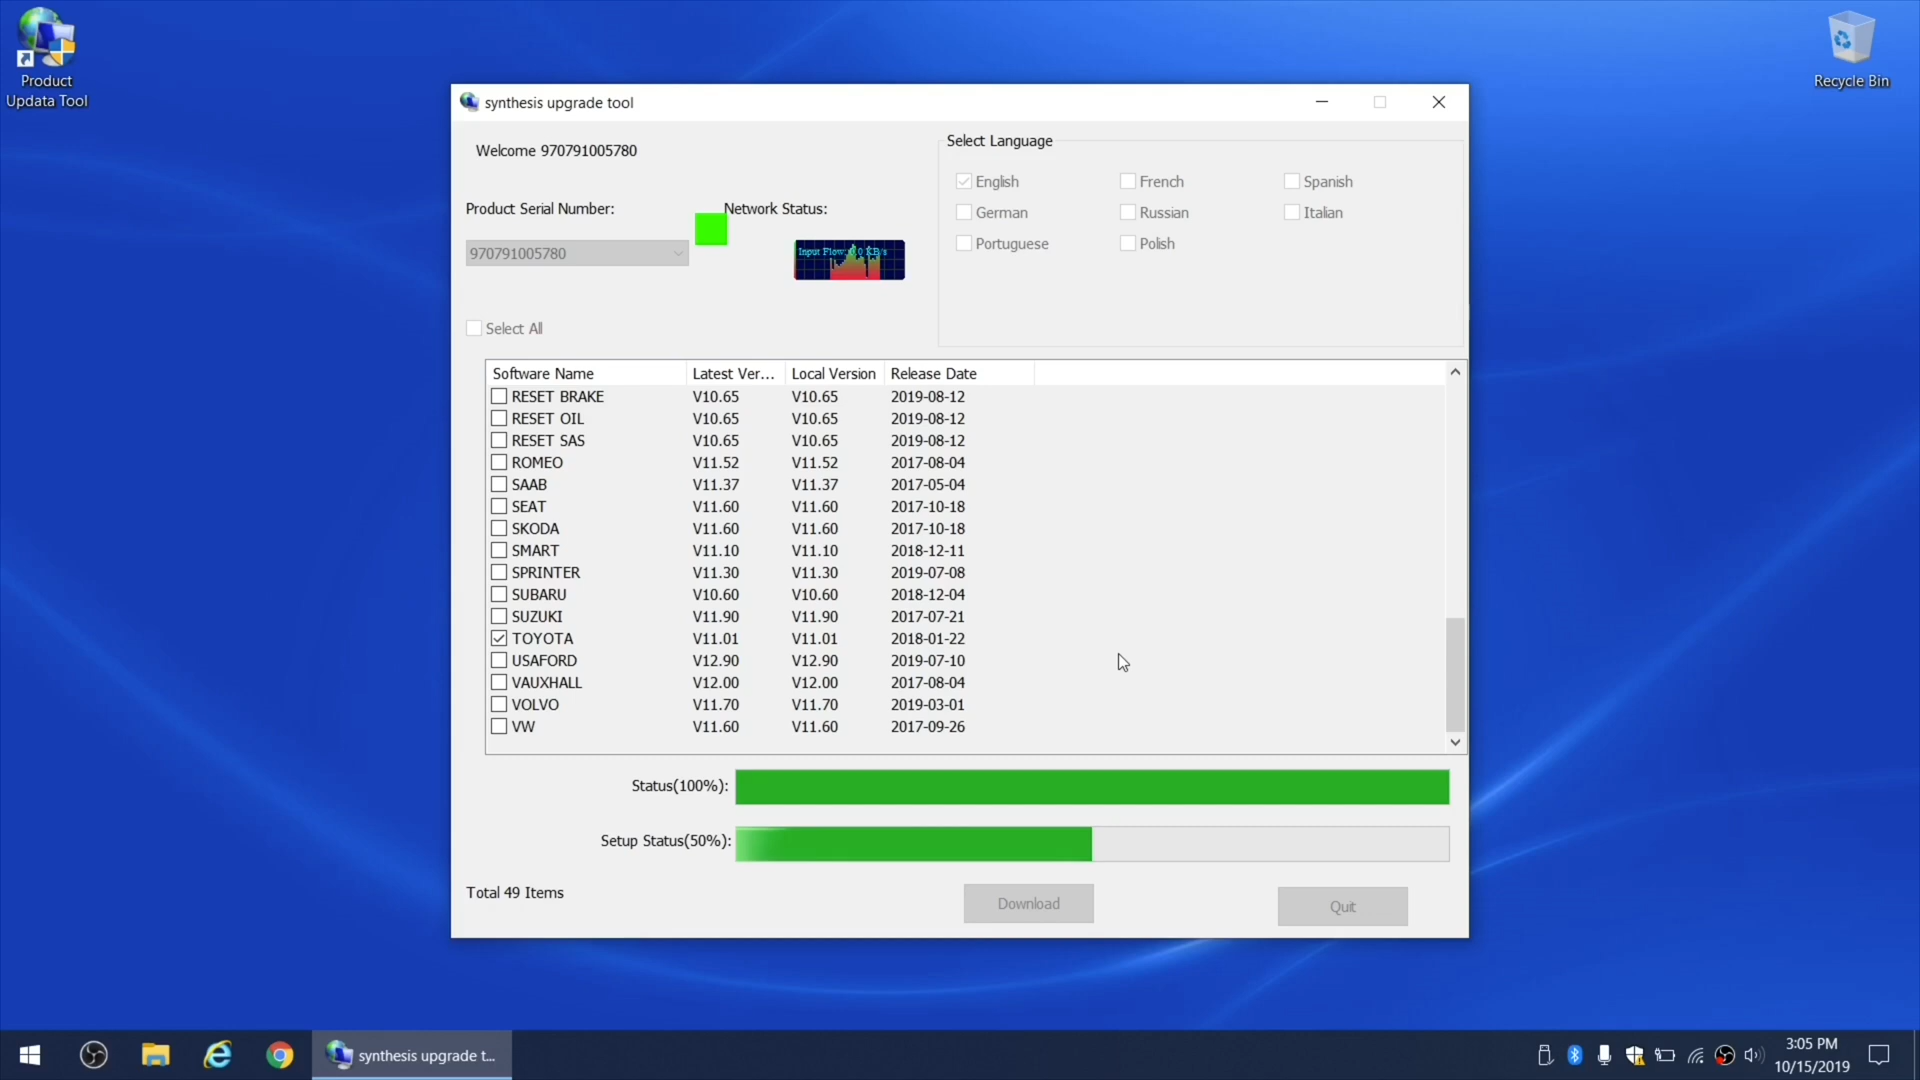 Product
Updata Tool
Recycle Bin
synthesis upgrade tool
Welcome 970791005780
Product Serial Number:
Network Status:
970791005780
Input Flow: 0.0 KB/s
Select Language
English French Spanish
German Russian Italian
Portuguese Polish
Select All
Software Name Latest Ver... Local Version Release Date
RESET BRAKE V10.65 V10.65 2019-08-12
RESET OIL V10.65 V10.65 2019-08-12
RESET SAS V10.65 V10.65 2019-08-12
ROMEO V11.52 V11.52 2017-08-04
SAAB V11.37 V11.37 2017-05-04
SEAT V11.60 V11.60 2017-10-18
SKODA V11.60 V11.60 2017-10-18
SMART V11.10 V11.10 2018-12-11
SPRINTER V11.30 V11.30 2019-07-08
SUBARU V10.60 V10.60 2018-12-04
SUZUKI V11.90 V11.90 2017-07-21
TOYOTA V11.01 V11.01 2018-01-22
USAFORD V12.90 V12.90 2019-07-10
VAUXHALL V12.00 V12.00 2017-08-04
VOLVO V11.70 V11.70 2019-03-01
VW V11.60 V11.60 2017-09-26
Status(100%):
Setup Status(50%):
Total 49 Items
Download
Quit
synthesis upgrade t...
3:05 PM
10/15/2019